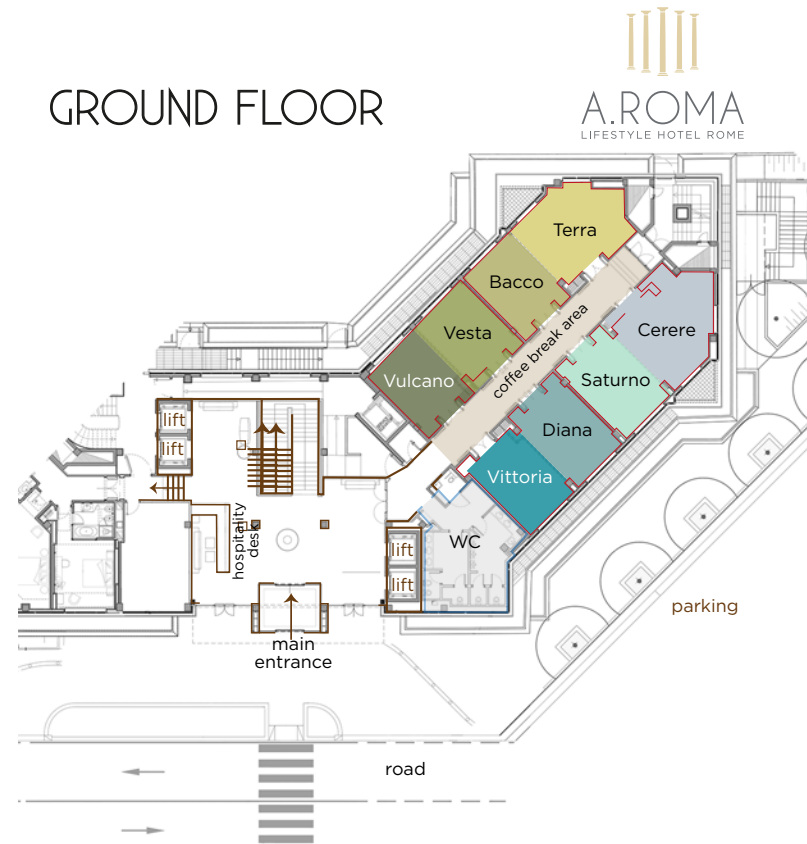 GROUND FLOOR
A.ROMA
LIFESTYLE HOTEL ROME
Terra
Bacco
Vesta
Vulcano
coffee break area
Cerere
Saturno
Diana
Vittoria
lift
lift
hospitality
desk
WC
lift
lift
main
entrance
parking
road